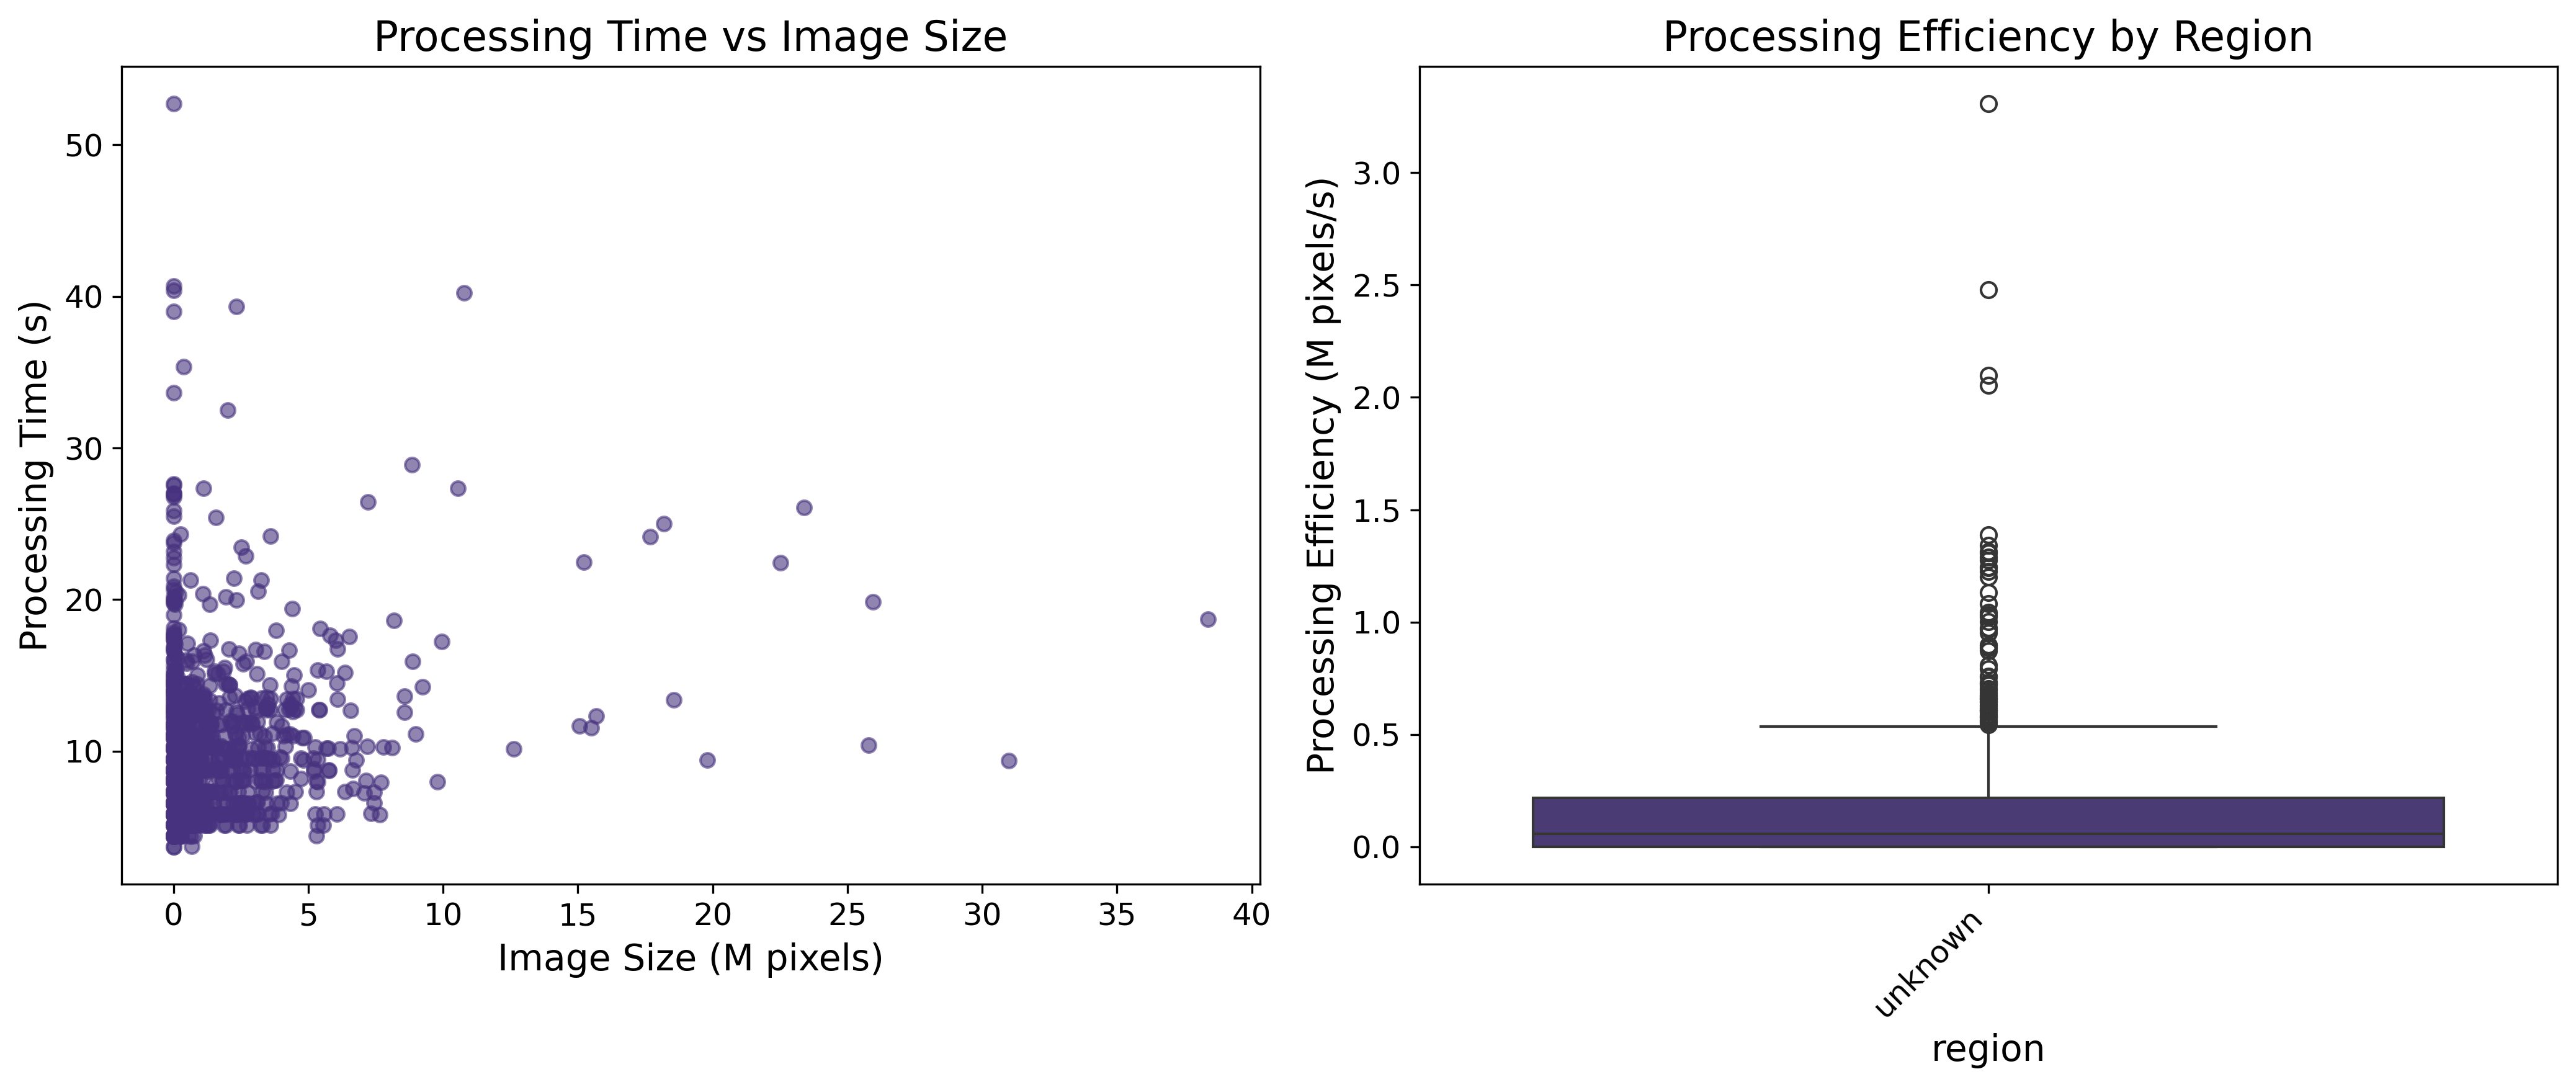 Processing Time vs Image Size
Processing Time (s)
50
40
30
20
10
0 5 10 15 20 25 30 35 40
Image Size (M pixels)
Processing Efficiency by Region
Processing Efficiency (M pixels/s)
3.0
2.5
2.0
1.5
1.0
0.5
0.0
unknown
region